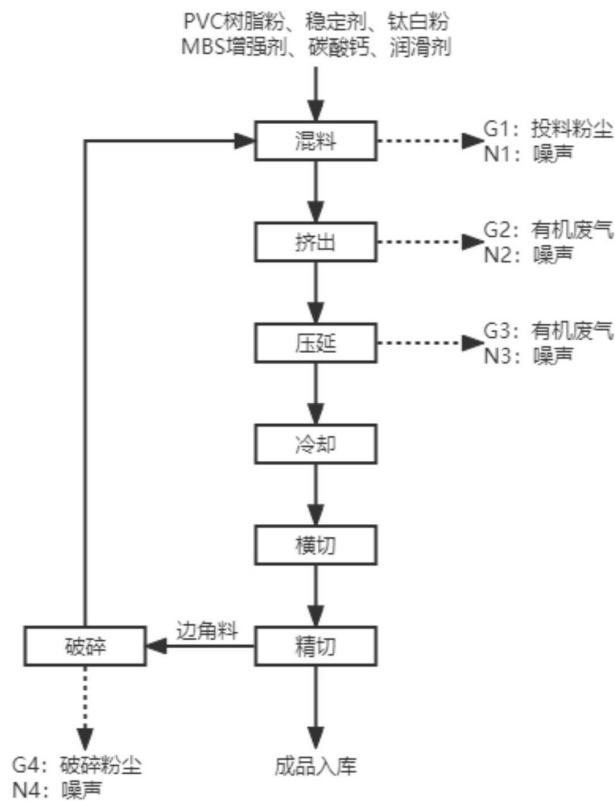 PVC树脂粉、稳定剂、钛白粉
MBS增强剂、碳酸钙、润滑剂
混料
G1：投料粉尘
N1：噪声
挤出
G2：有机废气
N2：噪声
压延
G3：有机废气
N3：噪声
冷却
横切
破碎
边角料
精切
G4：破碎粉尘
N4：噪声
成品入库